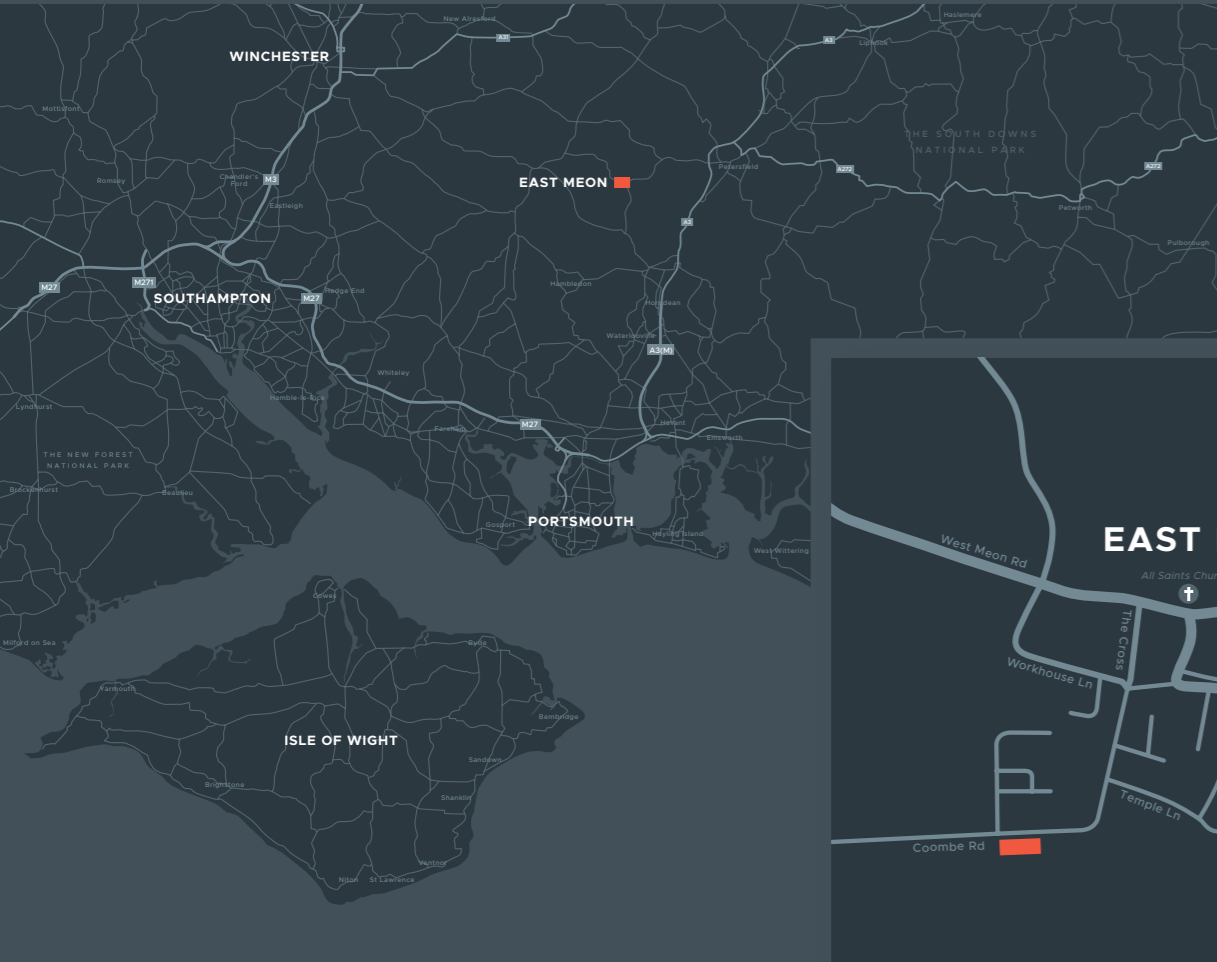 New Alresford
Haslemere
A31
A3
Liphook
WINCHESTER
Mottisfont
THE SOUTH DOWNS
NATIONAL PARK
Petersfield
A272
A272
Romsey
Chandler's
Ford
M3
EAST MEON
Eastleigh
Petworth
A3
Pulborough
M27
M271
SOUTHAMPTON
M27
Hedge End
Hambledon
Horndean
Waterlooville
A3(M)
Whiteley
Hamble-le-Rice
Lyndhurst
Fareham
M27
Havant
Emsworth
THE NEW FOREST
NATIONAL PARK
Brockenhurst
Beaulieu
Gosport
PORTSMOUTH
Hayling Island
West Wittering
Cowes
Milford on Sea
Ryde
Yarmouth
Bembridge
ISLE OF WIGHT
Sandown
Brighstone
Shanklin
Ventnor
Niton
St Lawrence
EAST
West Meon Rd
All Saints Chur
The Cross
Workhouse Ln
Temple Ln
Coombe Rd